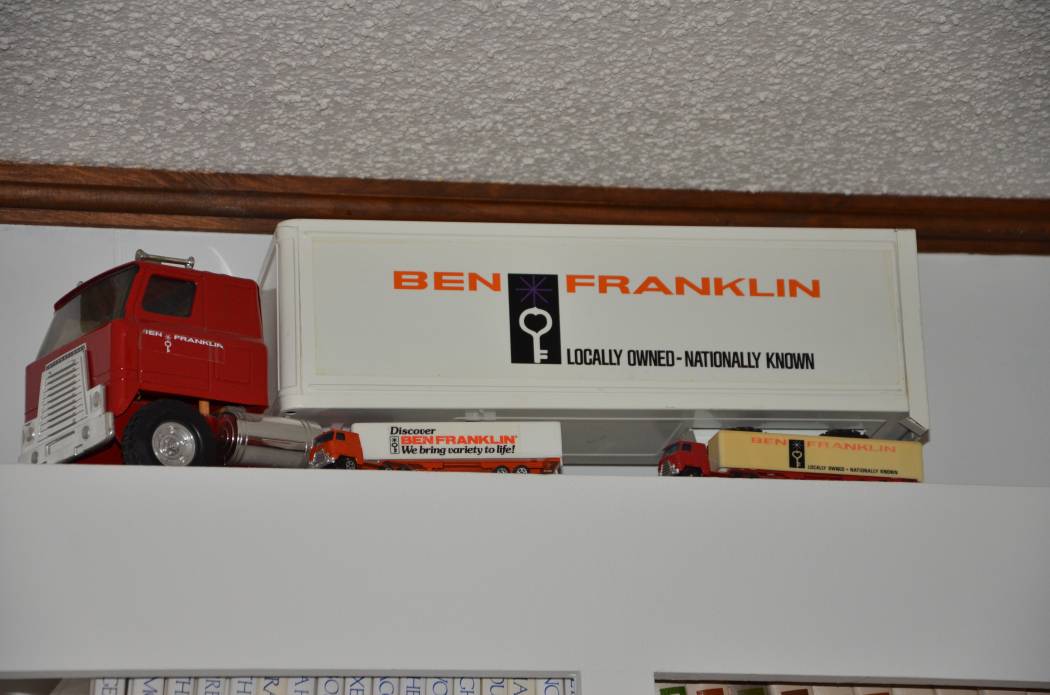 BEN FRANKLIN
LOCALLY OWNED - NATIONALLY KNOWN
BEN FRANKLIN
Discover
BEN FRANKLIN
We bring variety to life!
BEN FRANKLIN
LOCALLY OWNED - NATIONALLY KNOWN